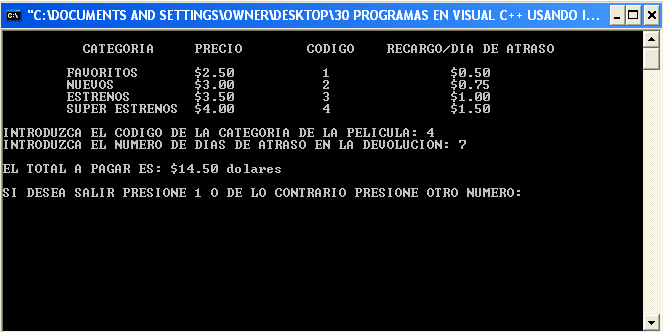 "C:\DOCUMENTS AND SETTINGS\OWNER\DESKTOP\30 PROGRAMAS EN VISUAL C++ USANDO I...
CATEGORIA PRECIO CODIGO RECARGO/DIA DE ATRASO
FAVORITOS $2.50 1 $0.50
NUEVOS $3.00 2 $0.75
ESTRENOS $3.50 3 $1.00
SUPER ESTRENOS $4.00 4 $1.50
INTRODUZCA EL CODIGO DE LA CATEGORIA DE LA PELICULA: 4
INTRODUZCA EL NUMERO DE DIAS DE ATRASO EN LA DEVOLUCION: 7
EL TOTAL A PAGAR ES: $14.50 dolares
SI DESEA SALIR PRESIONE 1 O DE LO CONTRARIO PRESIONE OTRO NUMERO: